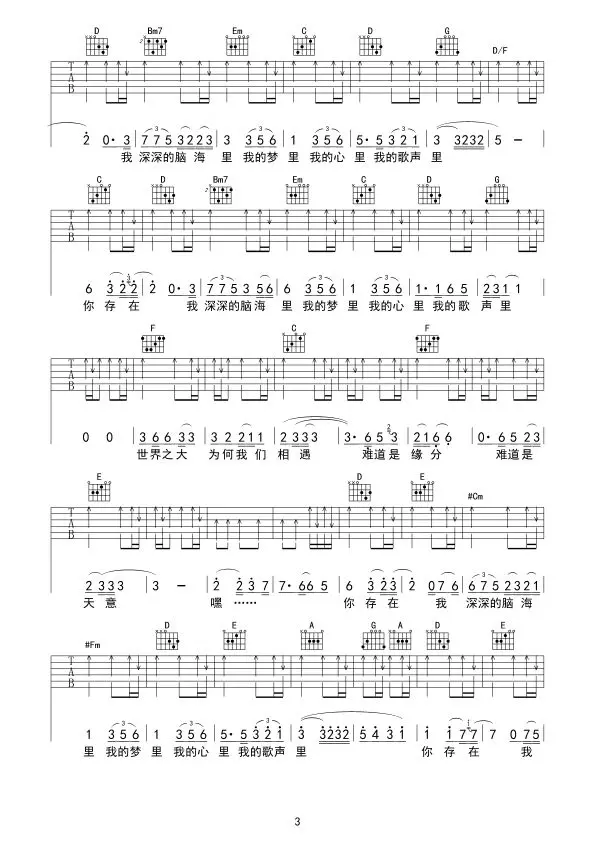 D Bm7 Em C D G D/F
T A B
2 0· 3 7 7 5 3 2 2 3 3 3 5 6 1 3 5 6 5· 5 3 2 1 3 3 2 3 2 5 —
我 深深的脑 海 里 我的梦 里 我的心 里 我的歌声 里
C D Bm7 Em C D G
T A B
6 3 2 2 2 0· 3 7 7 5 3 5 6 6 3 5 6 1 3 5 6 1· 1 6 5 2 3 1 1
你 存 在 我 深深的脑海 里 我的梦 里 我的心 里 我的歌 声 里
F C F
T A B
0 0 3 6 6 3 3 3 2 2 1 1 2 3 3 3 3· 6 5 3 2 1 6 6 0· 6 5 2 3
世界之大 为何我们 相 遇 难道是 缘 分 难道是
E D E #Cm
T A B
2 3 3 3 3 — 2 2 3 7 7· 6 6 5 6 3 2 3 2 0 7 6 6 7 5 2 3 2 1
天 意 嘿 …… 你 存 在 我 深深的脑 海
#Fm D E A G A D E
T A B
1 3 5 6 1 3 5 6 5· 5 3 2 1 3 3 2 3 2 5 4 3 1 1 1 7 7 7 0 7 5
里 我的梦 里 我的心 里 我的歌声 里 你 存 在 我
3